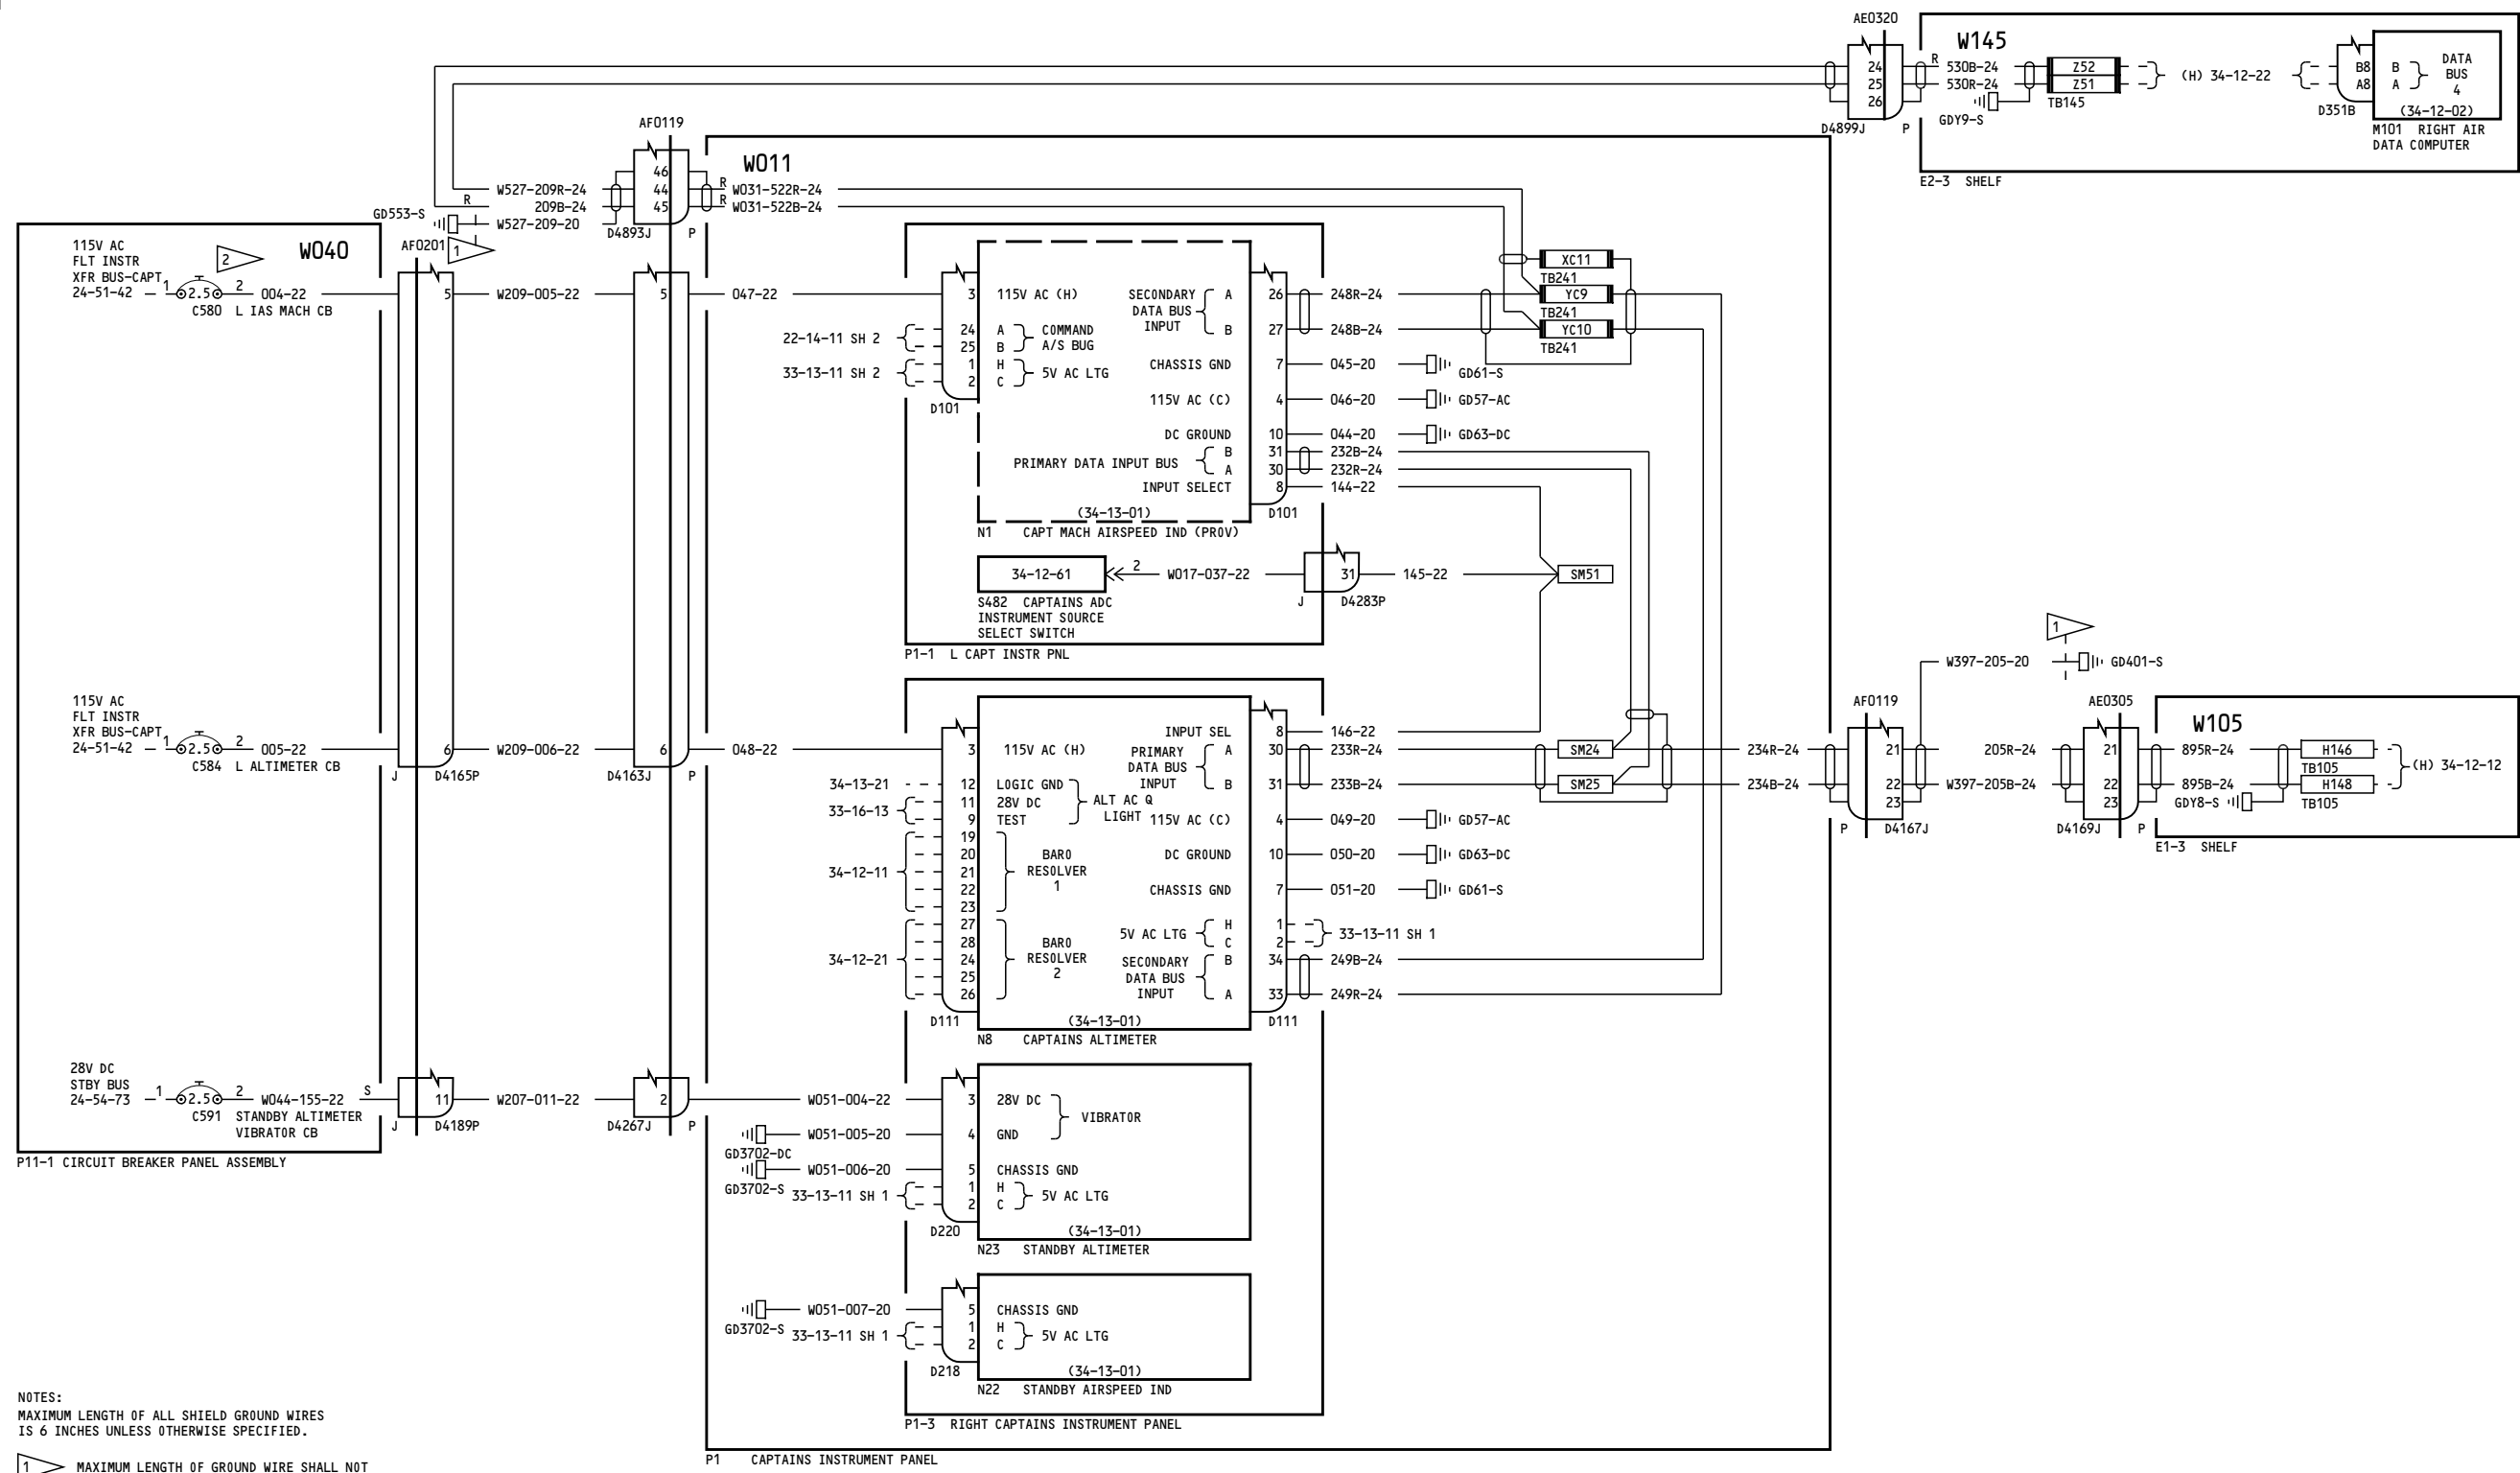 AE0320
W145
24
25
26
R
530B-24
530R-24
Z52
Z51
TB145
GDY9-S
(H) 34-12-22
B8
A8
B
A
DATA
BUS
4
(34-12-02)
D351B
M101 RIGHT AIR
DATA COMPUTER
D4899J
P
E2-3 SHELF
AF0119
W011
46
44
45
W527-209R-24
R
209B-24
W527-209-20
GD553-S
D4893J
P
R W031-522R-24
R W031-522B-24
AF0201
1
W040
2
115V AC
FLT INSTR
XFR BUS-CAPT
24-51-42
1
2.5
2
004-22
C580 L IAS MACH CB
5
W209-005-22
5
047-22
3
115V AC (H)
22-14-11 SH 2
24
25
A
B
COMMAND
A/S BUG
33-13-11 SH 2
1
2
H
C
5V AC LTG
D101
SECONDARY
DATA BUS
INPUT
A
B
26
27
248R-24
248B-24
XC11
TB241
YC9
TB241
YC10
TB241
CHASSIS GND
7
045-20
GD61-S
115V AC (C)
4
046-20
GD57-AC
DC GROUND
10
044-20
GD63-DC
PRIMARY DATA INPUT BUS
B
A
31
30
232B-24
232R-24
INPUT SELECT
8
144-22
(34-13-01)
D101
N1 CAPT MACH AIRSPEED IND (PROV)
34-12-61
2
W017-037-22
31
145-22
SM51
J
D4283P
S482 CAPTAINS ADC
INSTRUMENT SOURCE
SELECT SWITCH
P1-1 L CAPT INSTR PNL
1
W397-205-20
GD401-S
115V AC
FLT INSTR
XFR BUS-CAPT
24-51-42
1
2.5
2
005-22
C584 L ALTIMETER CB
6
J
D4165P
W209-006-22
6
D4163J
P
048-22
3
115V AC (H)
34-13-21
12
LOGIC GND
33-16-13
11
9
28V DC
TEST
ALT AC Q
LIGHT
34-12-11
19
20
21
22
23
BARO
RESOLVER
1
34-12-21
27
28
24
25
26
BARO
RESOLVER
2
D111
INPUT SEL
8
146-22
PRIMARY
DATA BUS
INPUT
A
B
30
31
233R-24
233B-24
SM24
SM25
234R-24
234B-24
115V AC (C)
4
049-20
GD57-AC
DC GROUND
10
050-20
GD63-DC
CHASSIS GND
7
051-20
GD61-S
5V AC LTG
H
C
1
2
33-13-11 SH 1
SECONDARY
DATA BUS
INPUT
B
A
34
33
249B-24
249R-24
(34-13-01)
D111
N8 CAPTAINS ALTIMETER
AF0119
21
22
23
P
D4167J
205R-24
W397-205B-24
AE0305
21
22
23
D4169J
P
W105
895R-24
895B-24
GDY8-S
H146
TB105
H148
TB105
(H) 34-12-12
E1-3 SHELF
28V DC
STBY BUS
24-54-73
1
2.5
2
W044-155-22
S
C591 STANDBY ALTIMETER
VIBRATOR CB
11
J
D4189P
W207-011-22
2
D4267J
P
W051-004-22
3
28V DC
VIBRATOR
W051-005-20
4
GND
GD3702-DC
W051-006-20
5
CHASSIS GND
GD3702-S
33-13-11 SH 1
1
2
H
C
5V AC LTG
D220
(34-13-01)
N23 STANDBY ALTIMETER
P11-1 CIRCUIT BREAKER PANEL ASSEMBLY
W051-007-20
5
CHASSIS GND
GD3702-S
33-13-11 SH 1
1
2
H
C
5V AC LTG
D218
(34-13-01)
N22 STANDBY AIRSPEED IND
P1-3 RIGHT CAPTAINS INSTRUMENT PANEL
P1 CAPTAINS INSTRUMENT PANEL
NOTES:
MAXIMUM LENGTH OF ALL SHIELD GROUND WIRES
IS 6 INCHES UNLESS OTHERWISE SPECIFIED.
1 MAXIMUM LENGTH OF GROUND WIRE SHALL NOT